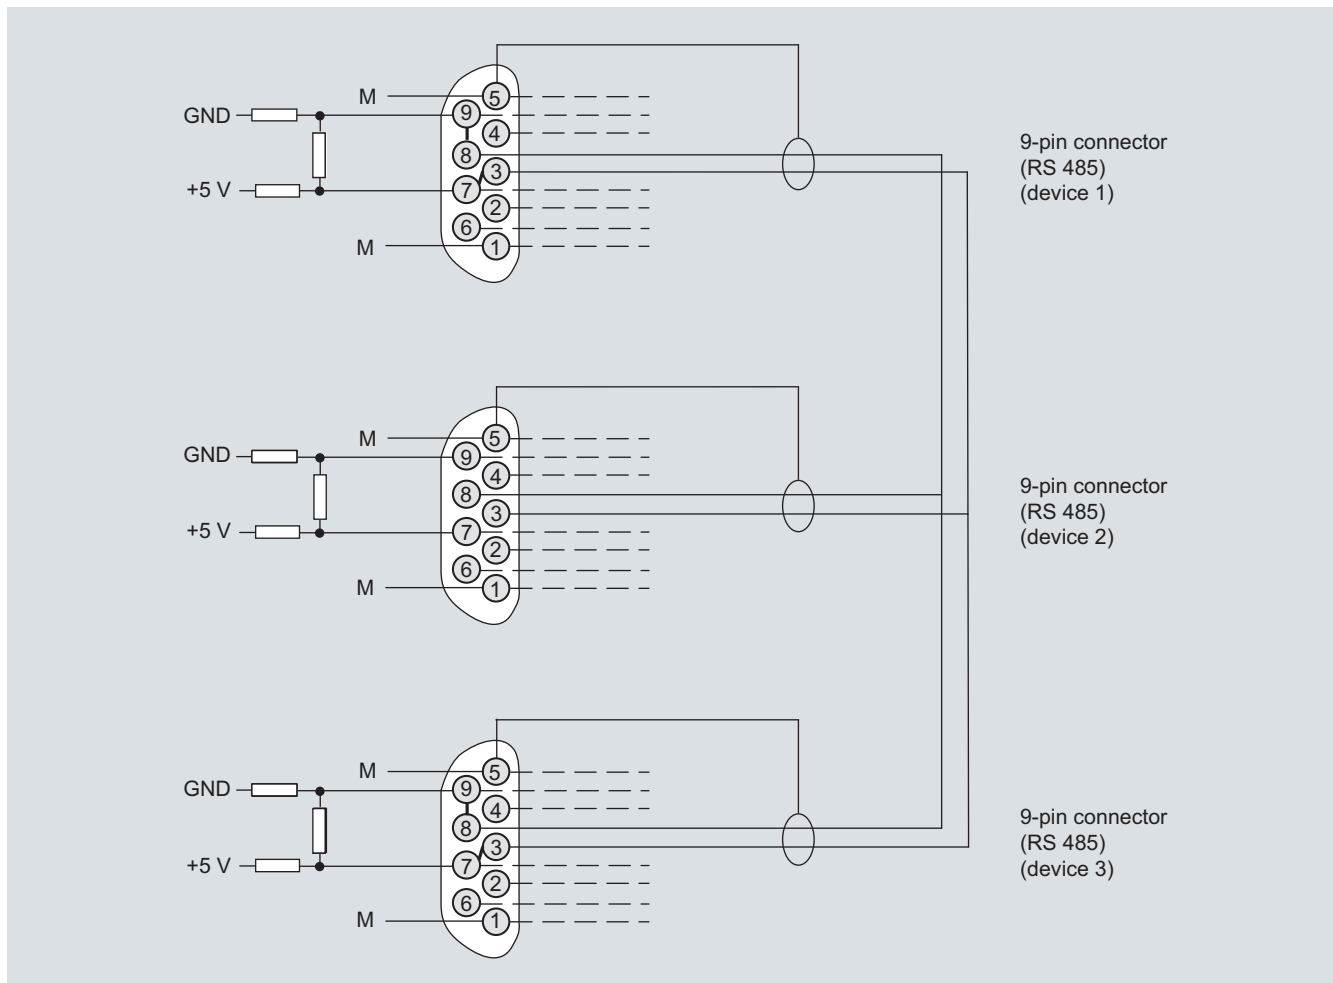 M
5
GND
9
4
8
3
+5 V
7
2
6
M
1
9-pin connector
(RS 485)
(device 1)
M
5
GND
9
4
8
3
+5 V
7
2
6
M
1
9-pin connector
(RS 485)
(device 2)
M
5
GND
9
4
8
3
+5 V
7
2
6
M
1
9-pin connector
(RS 485)
(device 3)